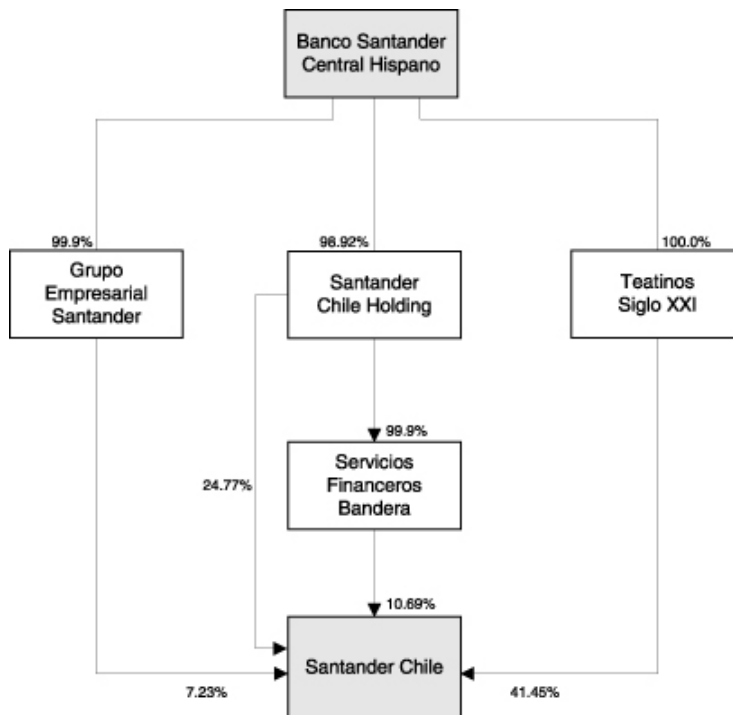 Banco Santander
Central Hispano
99.9%
98.92%
100.0%
Grupo
Empresarial
Santander
Santander
Chile Holding
Teatinos
Siglo XXI
99.9%
Servicios
Financeros
Bandera
24.77%
10.69%
Santander Chile
7.23%
41.45%